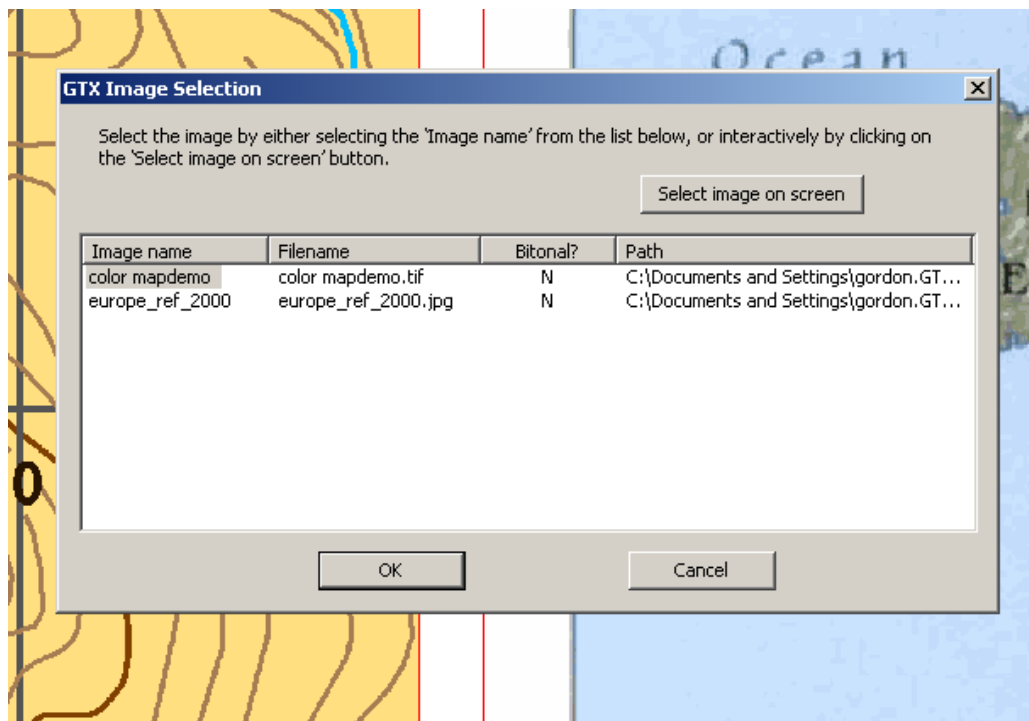 Ocean
GTX Image Selection
Select the image by either selecting the 'Image name' from the list below, or interactively by clicking on
the 'Select image on screen' button.
Select image on screen
Image name Filename Bitonal? Path
color mapdemo color mapdemo.tif N C:\Documents and Settings\gordon.GT...
europe_ref_2000 europe_ref_2000.jpg N C:\Documents and Settings\gordon.GT...
E
0
OK Cancel